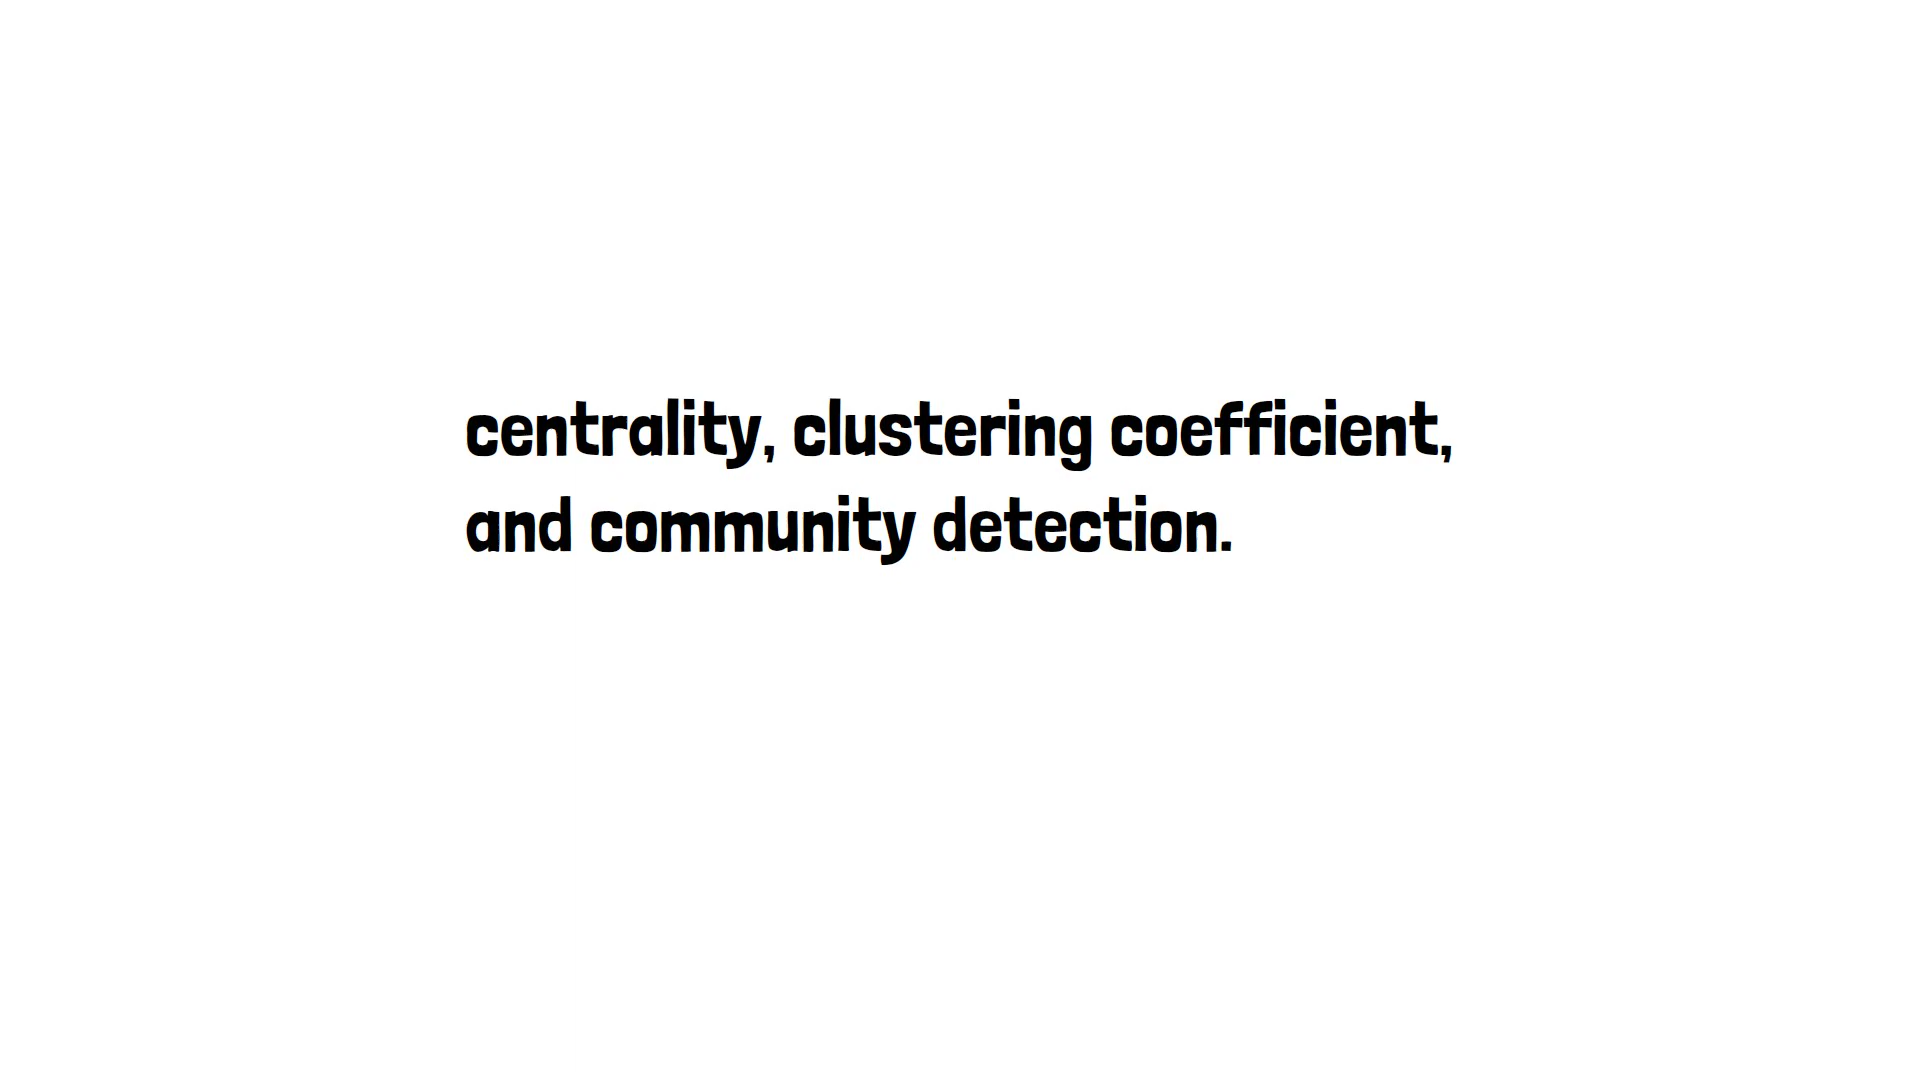 centrality, clustering coefficient,
and community detection.